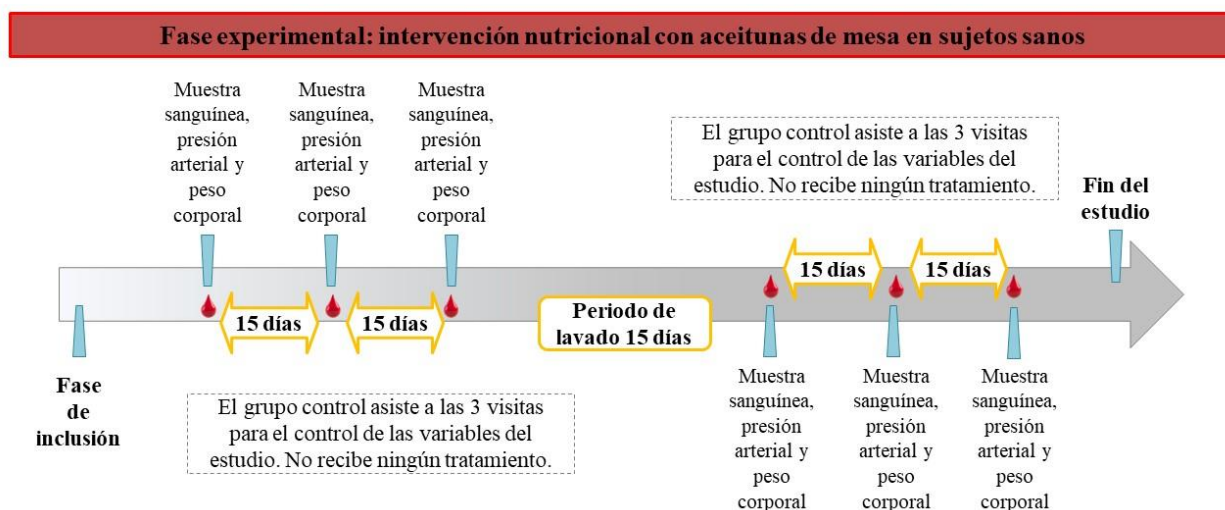 Fase experimental: intervención nutricional con aceitunas de mesa en sujetos sanos
Muestra
sanguínea,
presión
arterial y
peso
corporal
Muestra
sanguínea,
presión
arterial y
peso
corporal
Muestra
sanguínea,
presión
arterial y
peso
corporal
El grupo control asiste a las 3 visitas
para el control de las variables del
estudio. No recibe ningún tratamiento.
Fin del
estudio
15 días
15 días
15 días
15 días
Periodo de
lavado 15 días
Fase
de
inclusión
El grupo control asiste a las 3 visitas
para el control de las variables del
estudio. No recibe ningún tratamiento.
Muestra
sanguínea,
presión
arterial y
peso
corporal
Muestra
sanguínea,
presión
arterial y
peso
corporal
Muestra
sanguínea,
presión
arterial y
peso
corporal